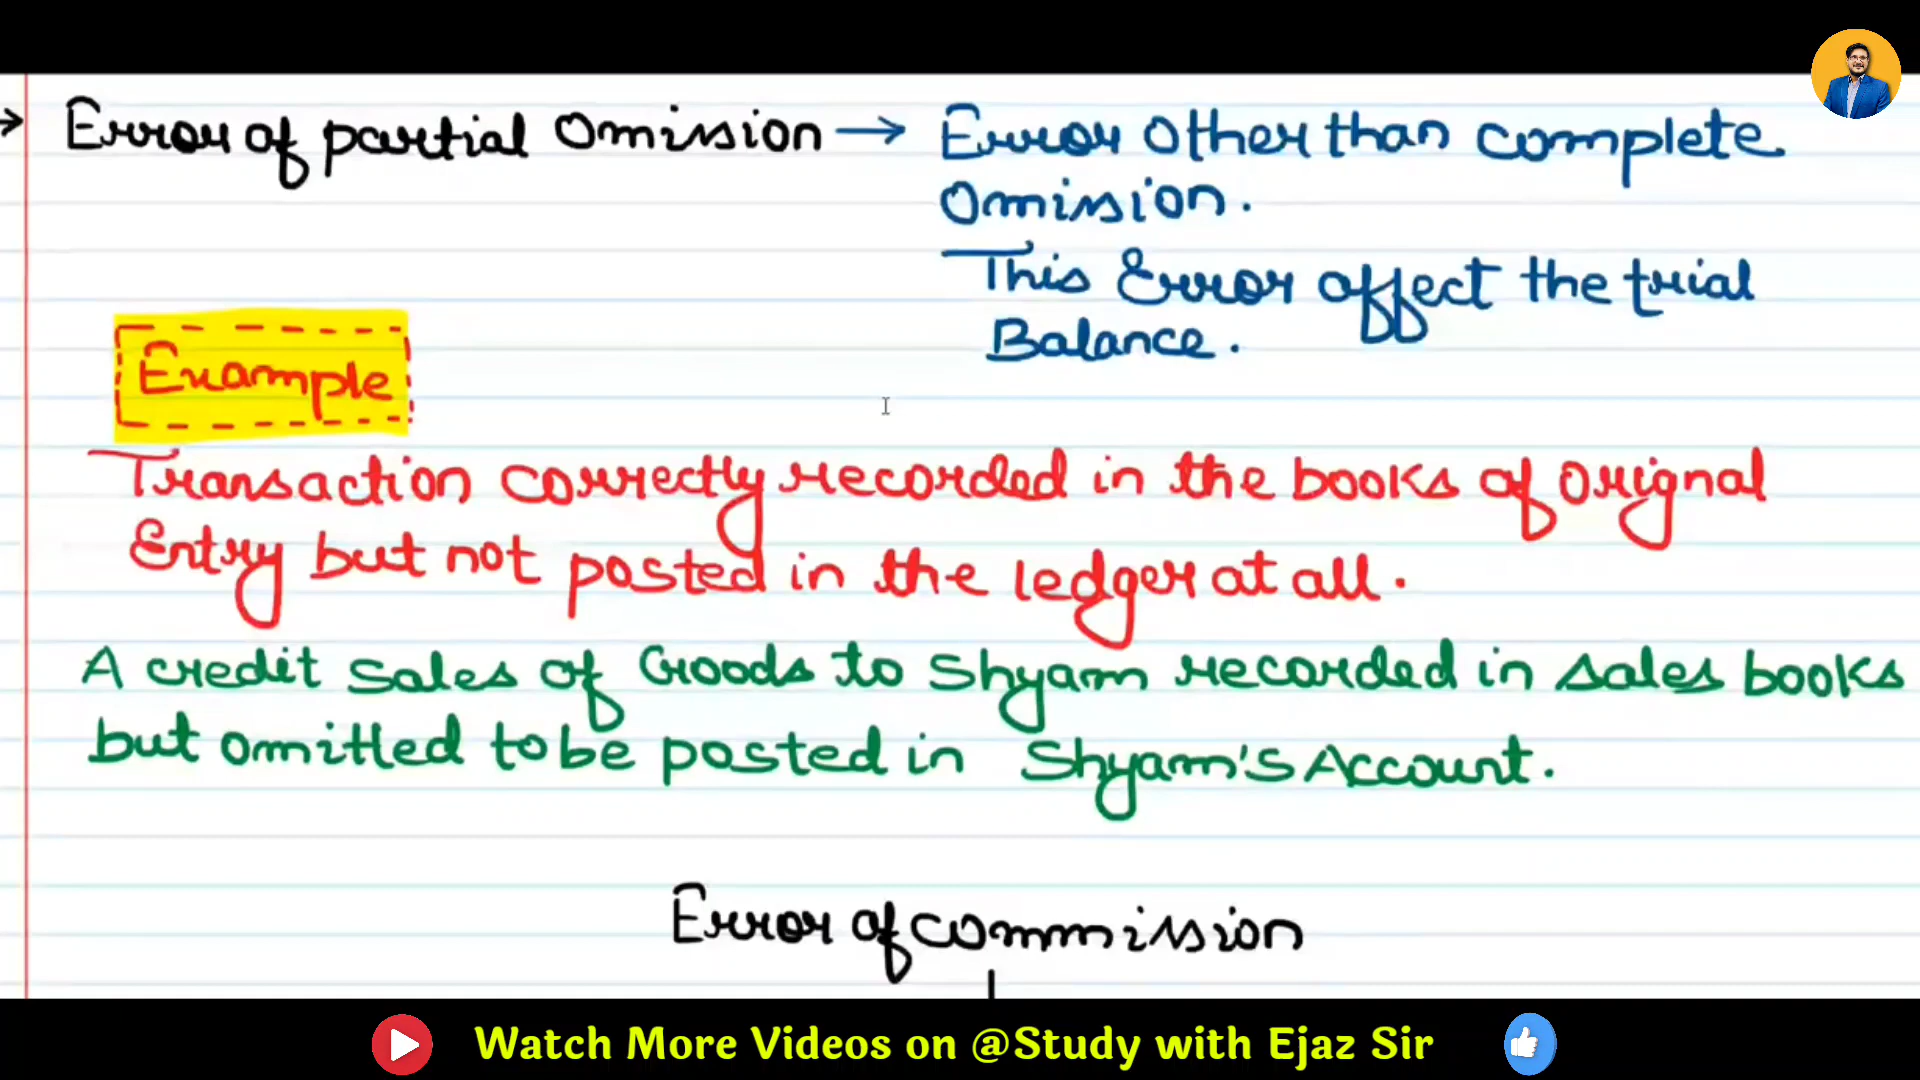 Error of partial Omission → Error other than complete
Omission.
This Error affect the trial
Balance.
Example
Transaction correctly recorded in the books of Orignal
Entry but not posted in the ledger at all.
A credit sales of Goods to Shyam recorded in sales books
but omitted to be posted in Shyam's Account.
Error of commission
Watch More Videos on @Study with Ejaz Sir